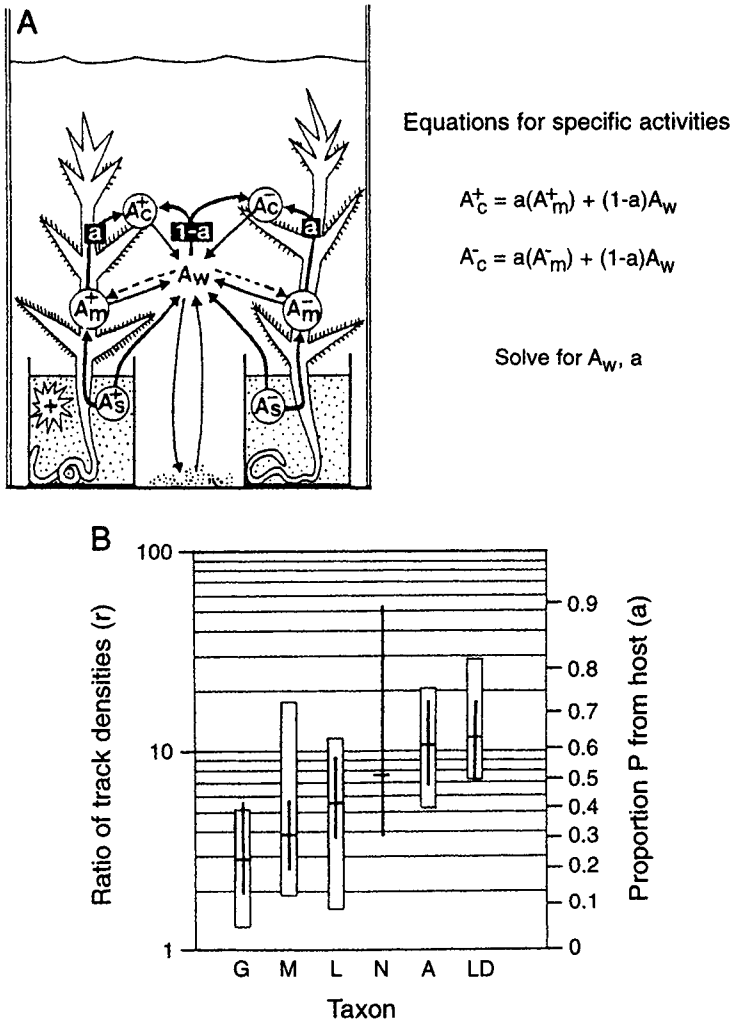 A
Equations for specific activities
A⁺c = a(A⁺m) + (1-a)Aw
A⁻c = a(A⁻m) + (1-a)Aw
Solve for Aw, a
A⁺c
A⁻c
a
1-a
a
Aw
A⁺m
A⁻m
+
A⁺s
A⁻s
B
Ratio of track densities (r)
100
10
1
Proportion P from host (a)
0.9
0.8
0.7
0.6
0.5
0.4
0.3
0.2
0.1
0
G M L N A LD
Taxon